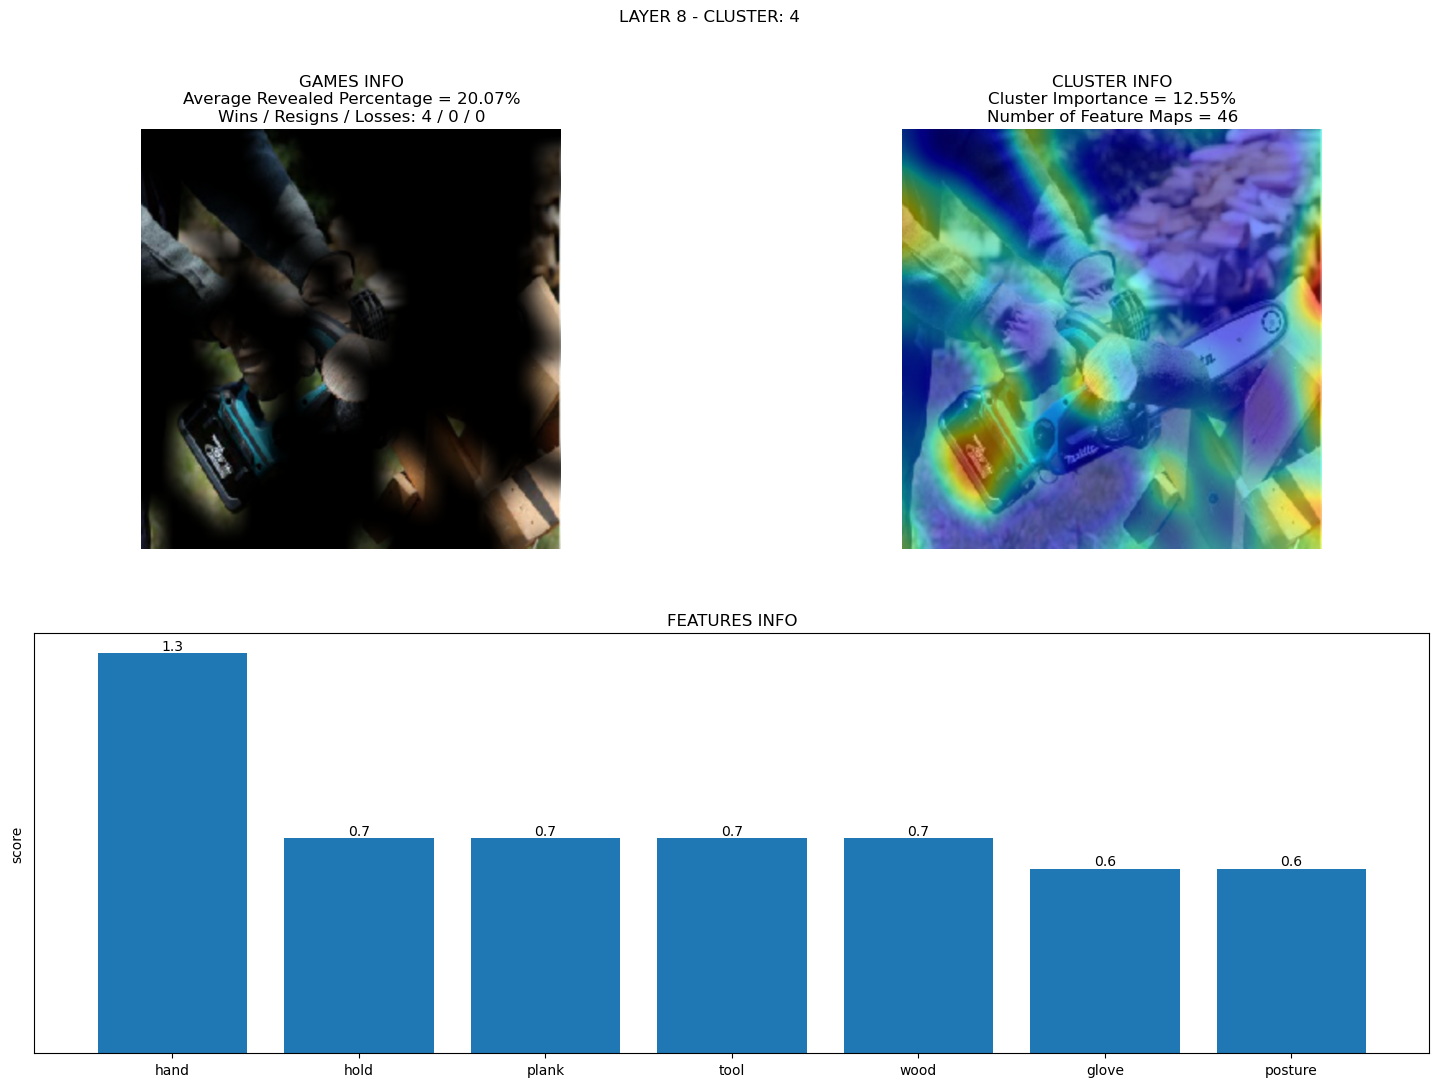 LAYER 8 - CLUSTER: 4
GAMES INFO
Average Revealed Percentage = 20.07%
Wins / Resigns / Losses: 4 / 0 / 0
CLUSTER INFO
Cluster Importance = 12.55%
Number of Feature Maps = 46
makita
FEATURES INFO
score
1.3
0.7
0.7
0.7
0.7
0.6
0.6
hand
hold
plank
tool
wood
glove
posture